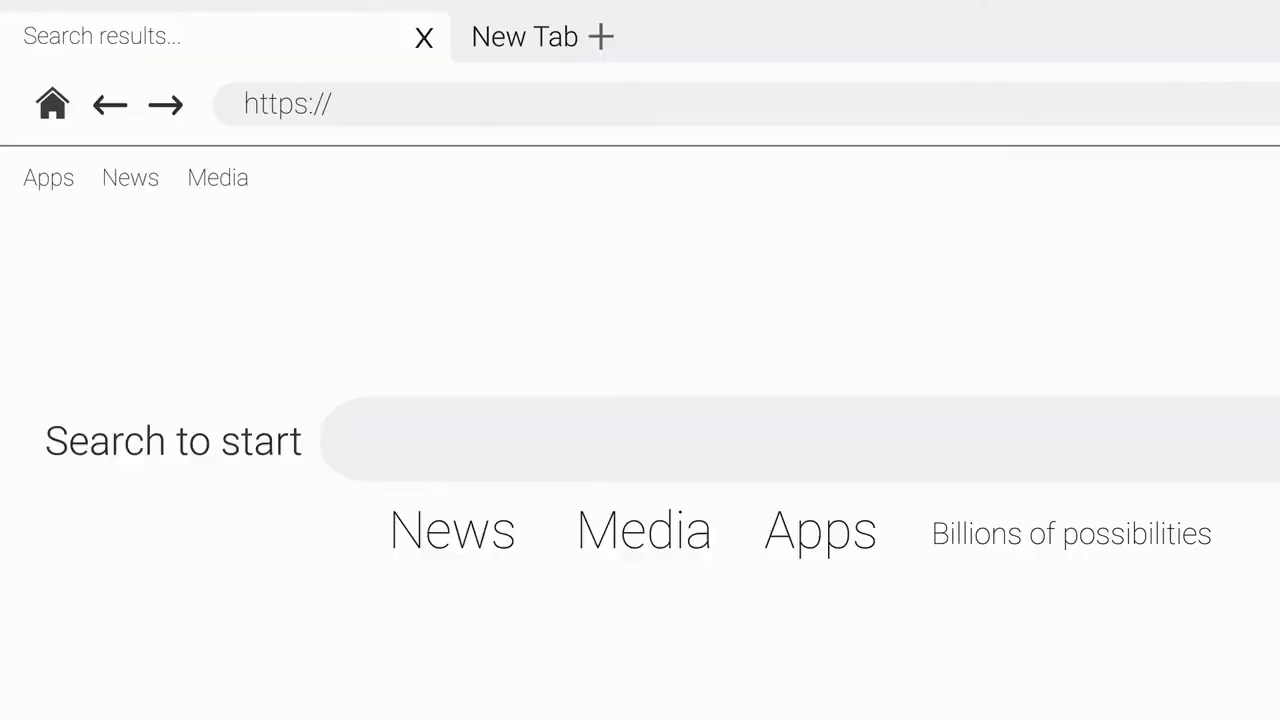 Search results... X New Tab +
https://
Apps News Media
Search to start
News Media Apps Billions of possibilities